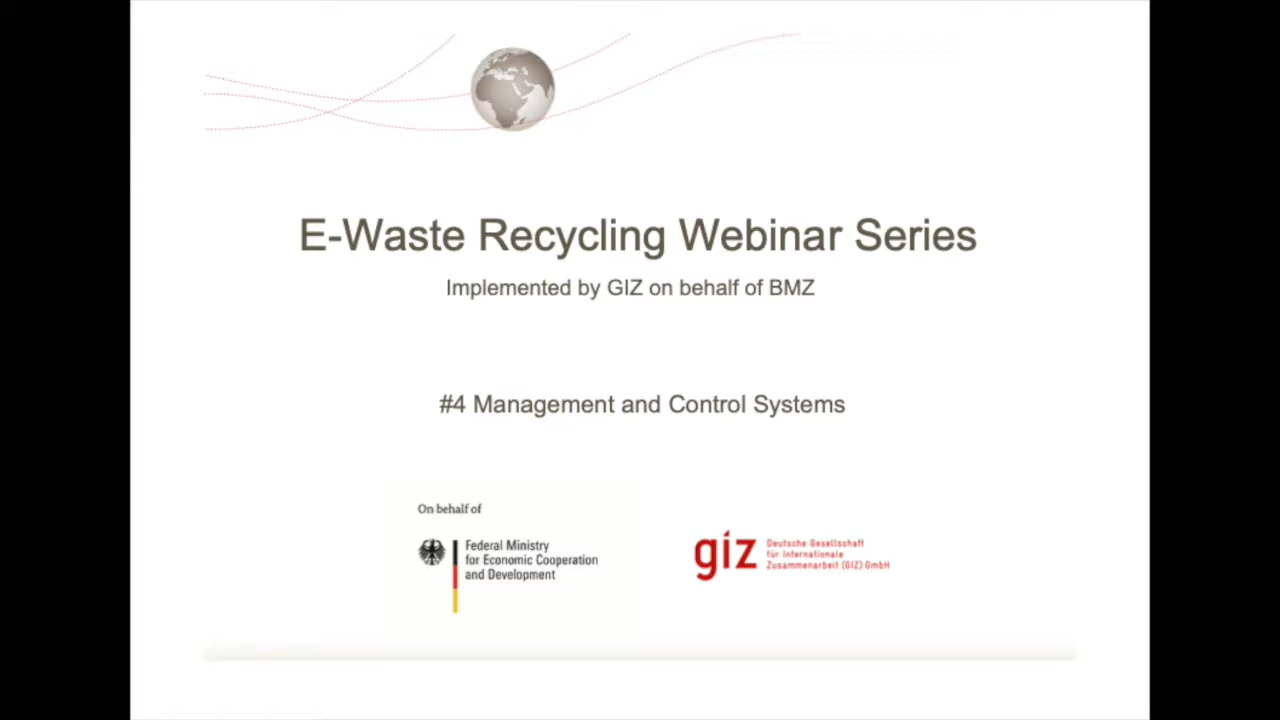 E-Waste Recycling Webinar Series
Implemented by GIZ on behalf of BMZ
#4 Management and Control Systems
On behalf of
Federal Ministry
for Economic Cooperation
and Development
giz
Deutsche Gesellschaft
für Internationale
Zusammenarbeit (GIZ) GmbH